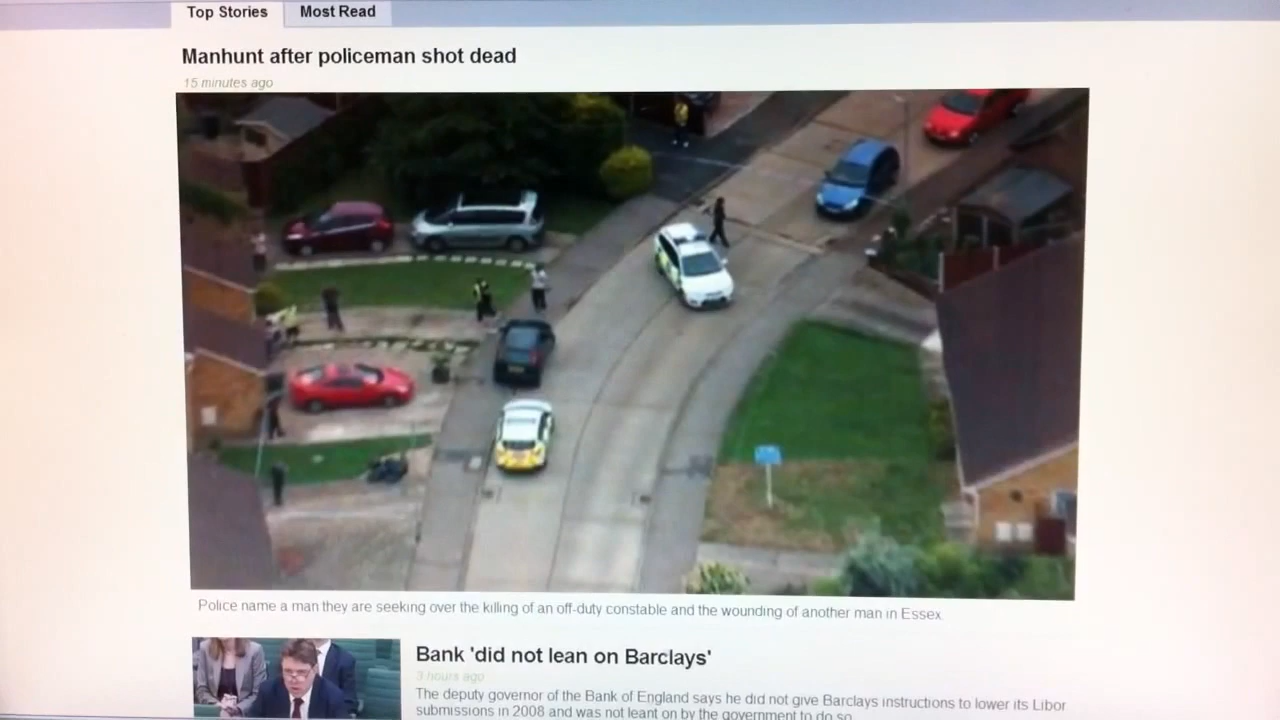 Top Stories
Most Read
Manhunt after policeman shot dead
15 minutes ago
Police name a man they are seeking over the killing of an off-duty constable and the wounding of another man in Essex
Bank 'did not lean on Barclays'
3 hours ago
The deputy governor of the Bank of England says he did not give Barclays instructions to lower its Libor
submissions in 2008 and was not leant on by the government to do so